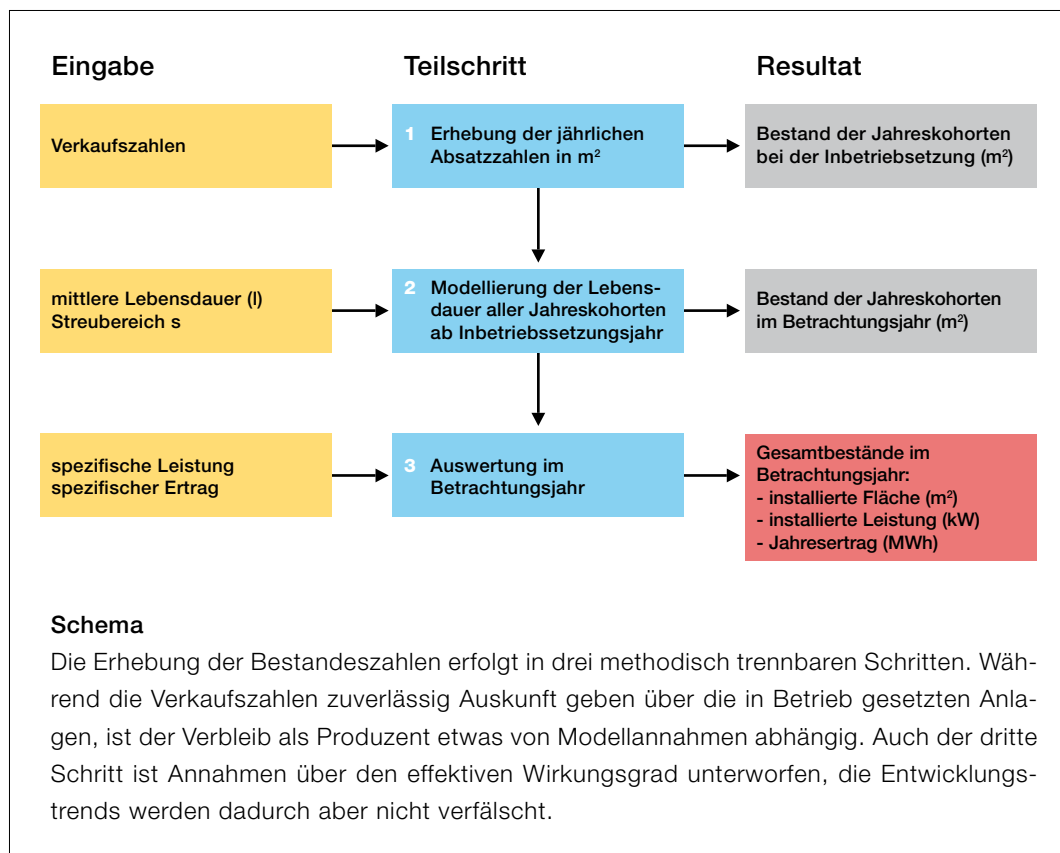 Eingabe
Teilschritt
Resultat
Verkaufszahlen
1 Erhebung der jährlichen
Absatzzahlen in m²
Bestand der Jahreskohorten
bei der Inbetriebsetzung (m²)
mittlere Lebensdauer (l)
Streubereich s
2 Modellierung der Lebens-
dauer aller Jahreskohorten
ab Inbetriebssetzungsjahr
Bestand der Jahreskohorten
im Betrachtungsjahr (m²)
spezifische Leistung
spezifischer Ertrag
3 Auswertung im
Betrachtungsjahr
Gesamtbestände im
Betrachtungsjahr:
- installierte Fläche (m²)
- installierte Leistung (kW)
- Jahresertrag (MWh)
Schema
Die Erhebung der Bestandeszahlen erfolgt in drei methodisch trennbaren Schritten. Wäh-
rend die Verkaufszahlen zuverlässig Auskunft geben über die in Betrieb gesetzten Anla-
gen, ist der Verbleib als Produzent etwas von Modellannahmen abhängig. Auch der dritte
Schritt ist Annahmen über den effektiven Wirkungsgrad unterworfen, die Entwicklungs-
trends werden dadurch aber nicht verfälscht.